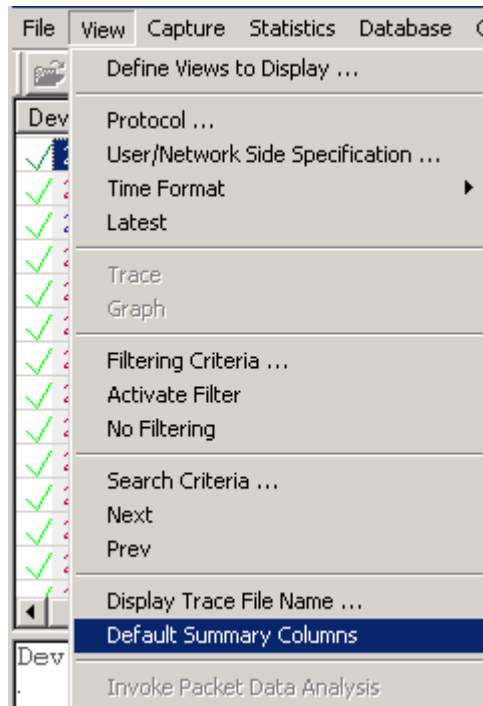 File View Capture Statistics Database
Define Views to Display ...
Dev
Protocol ...
User/Network Side Specification ...
Time Format
Latest
Trace
Graph
Filtering Criteria ...
Activate Filter
No Filtering
Search Criteria ...
Next
Prev
Display Trace File Name ...
Default Summary Columns
Dev
Invoke Packet Data Analysis